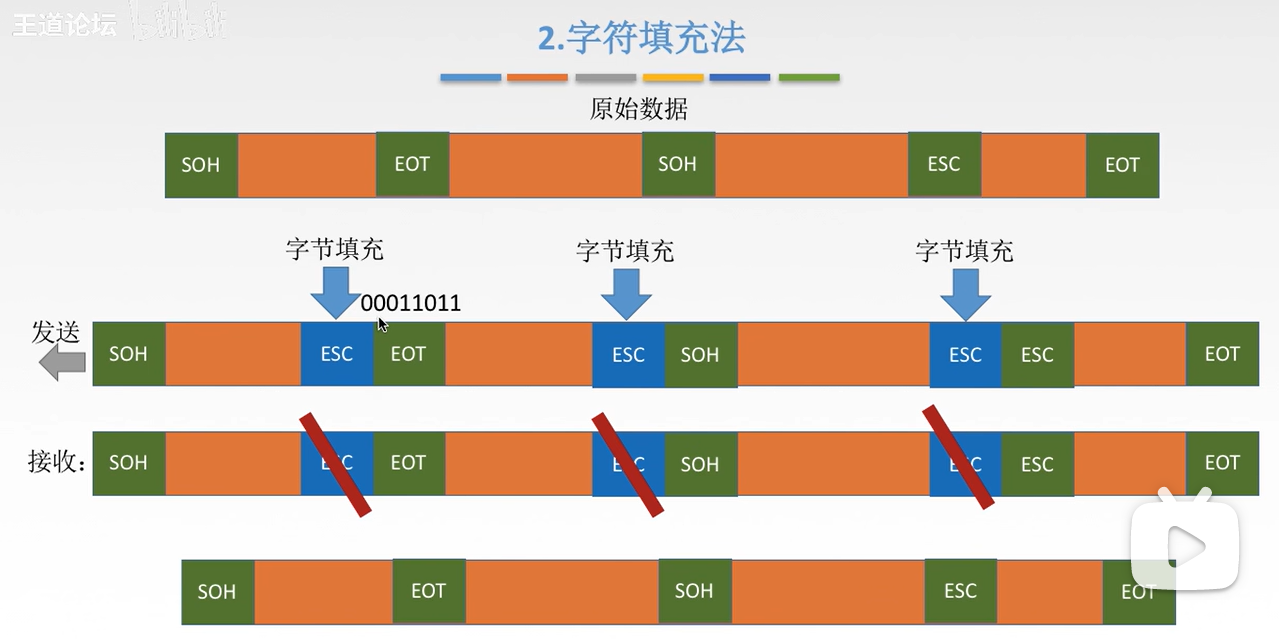 王道论坛 bilibili
2.字符填充法
原始数据
SOH EOT SOH ESC EOT
字节填充 字节填充 字节填充
00011011
发送
SOH ESC EOT ESC SOH ESC ESC EOT
接收：
SOH ESC EOT ESC SOH ESC ESC EOT
SOH EOT SOH ESC EOT